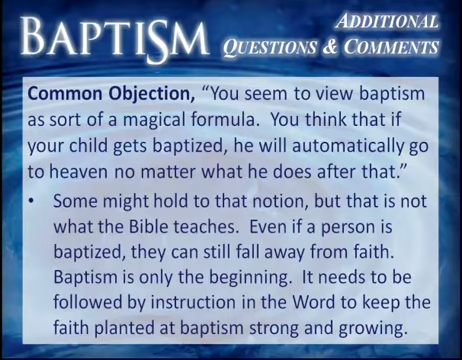 BAPTISM
ADDITIONAL
QUESTIONS & COMMENTS
Common Objection, “You seem to view baptism
as sort of a magical formula. You think that if
your child gets baptized, he will automatically go
to heaven no matter what he does after that.”
• Some might hold to that notion, but that is not
what the Bible teaches. Even if a person is
baptized, they can still fall away from faith.
Baptism is only the beginning. It needs to be
followed by instruction in the Word to keep the
faith planted at baptism strong and growing.